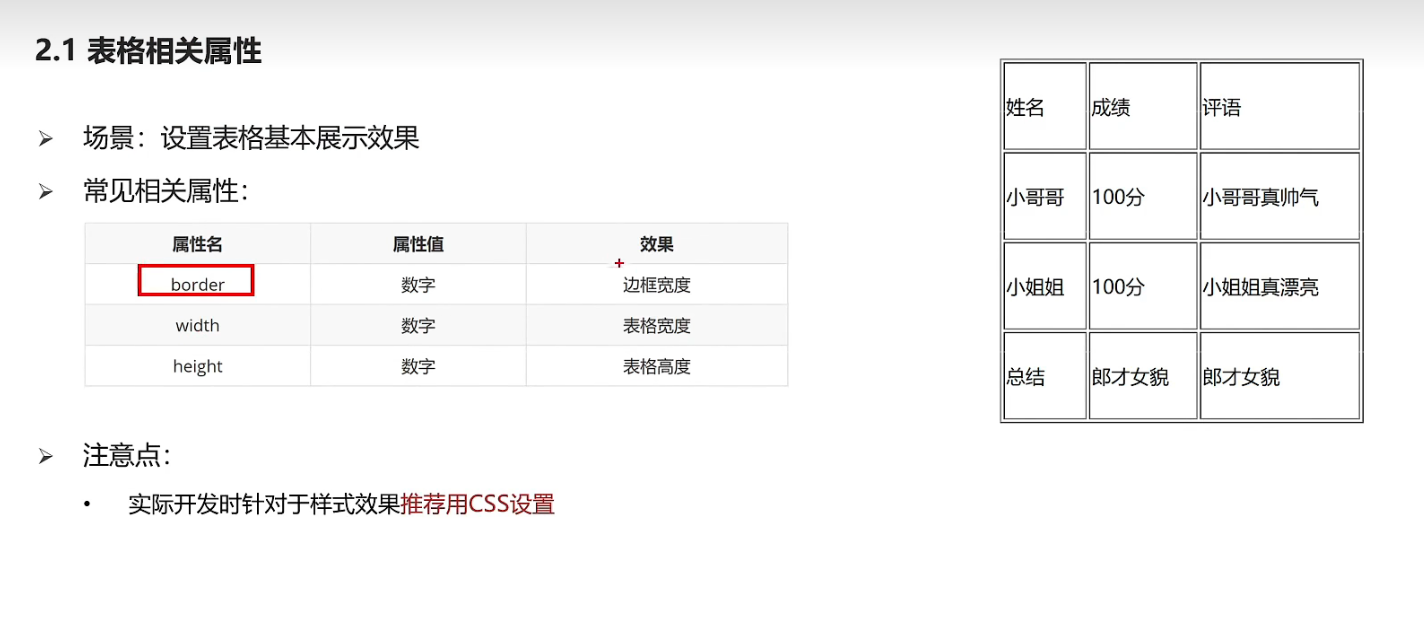 2.1 表格相关属性
场景：设置表格基本展示效果
常见相关属：
属性名 属性值 效果
border 数字 边框宽度
width 数字 表格宽度
height 数字 表格高度
注意点：
实际开发时针对于样式效果推荐用CSS设置
姓名 成绩 评语
小哥哥 100分 小哥哥真帅气
小姐姐 100分 小姐姐真漂亮
总结 郎才女貌 郎才女貌